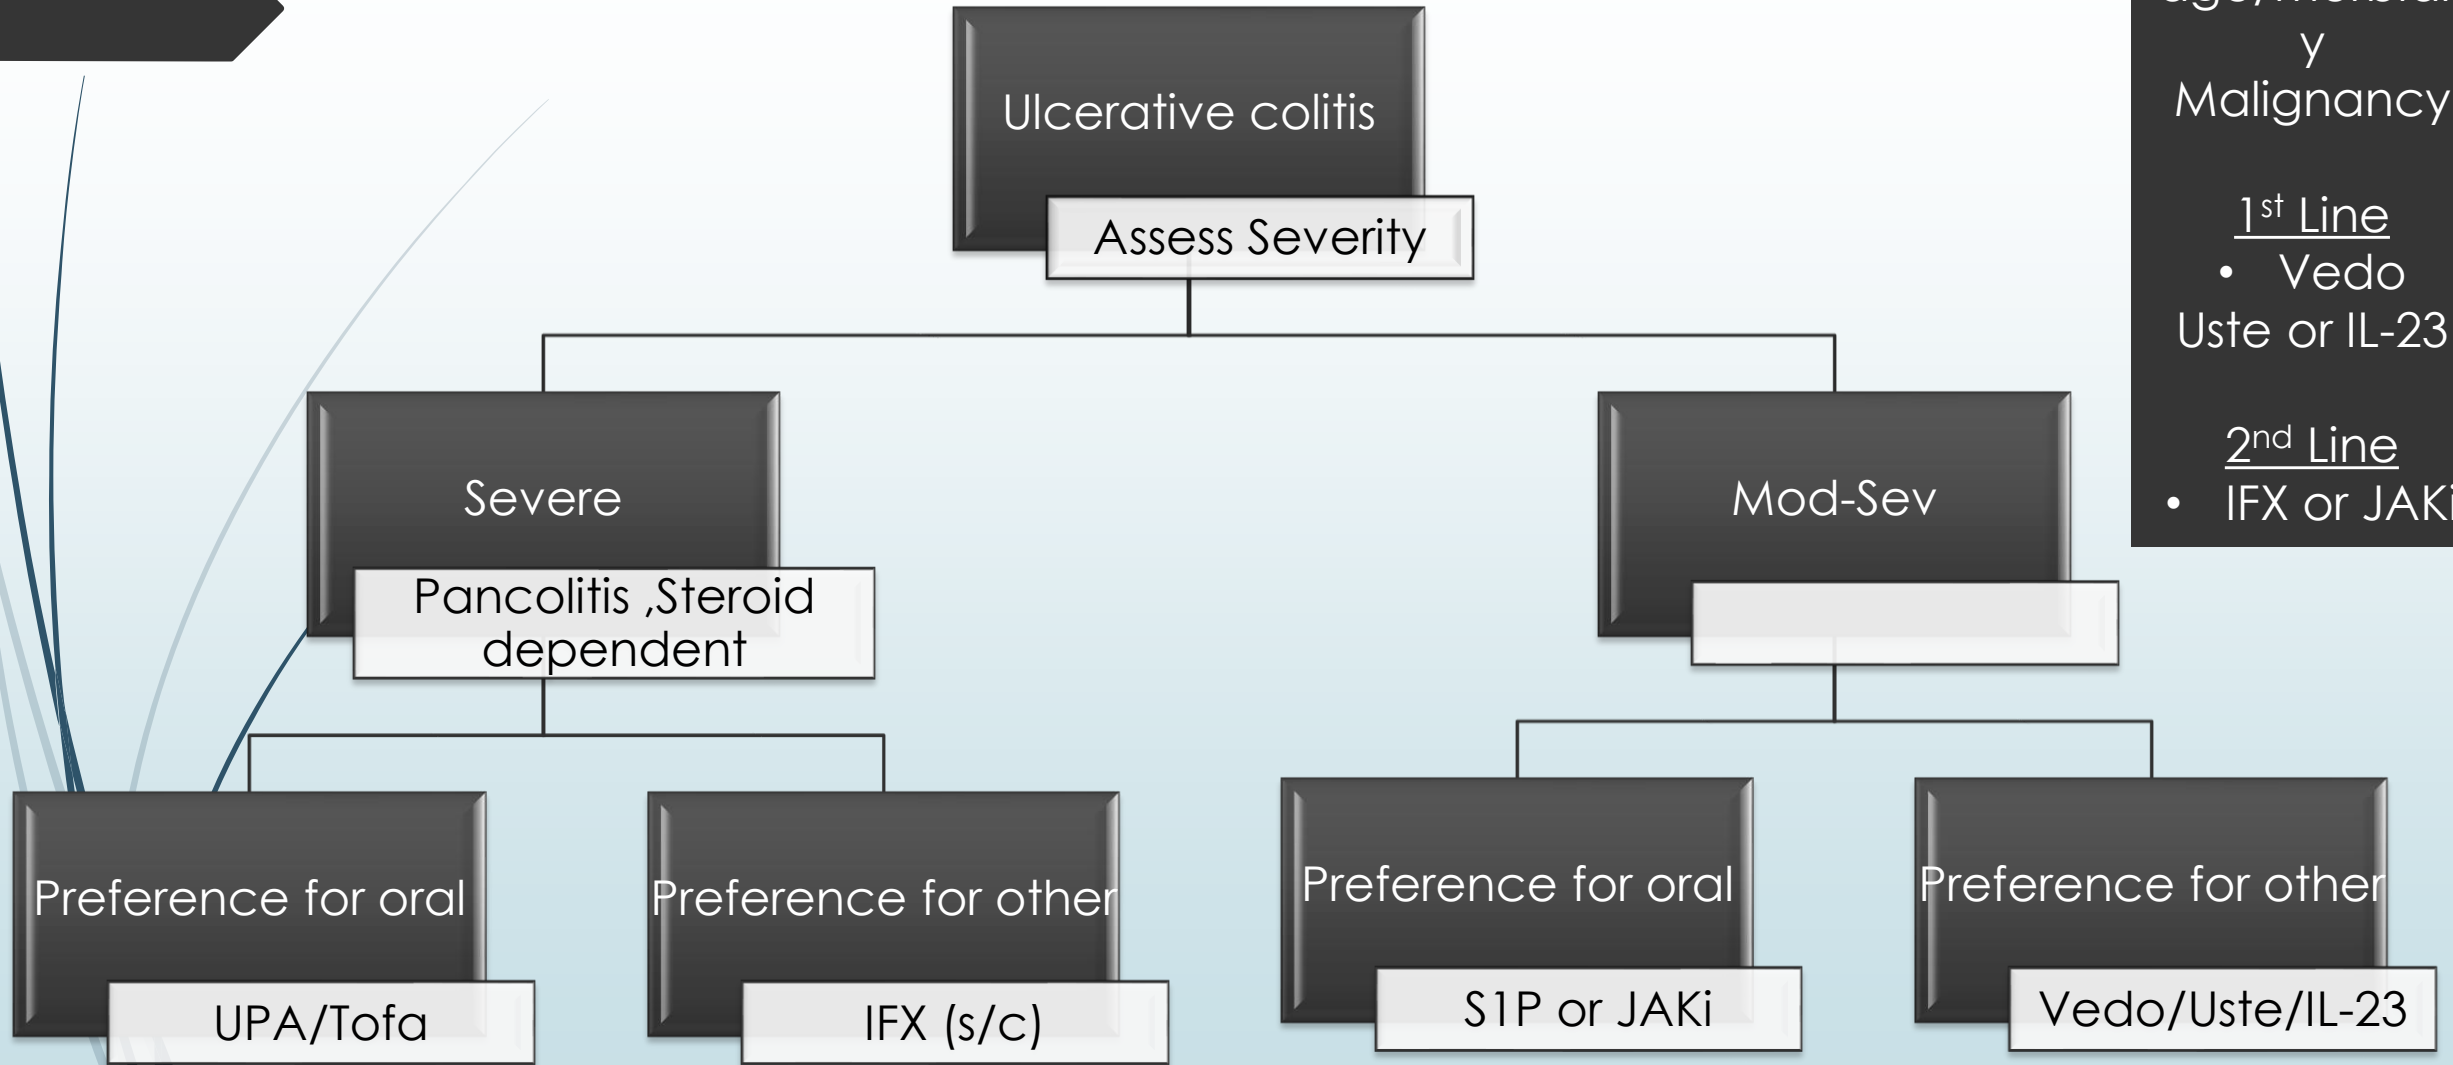 Ulcerative colitis
Assess Severity
Severe
Pancolitis ,Steroid
dependent
Mod-Sev
Preference for oral
UPA/Tofa
Preference for other
IFX (s/c)
Preference for oral
S1P or JAKi
Preference for other
Vedo/Uste/IL-23
y
Malignancy
1st Line
• Vedo
Uste or IL-23
2nd Line
• IFX or JAKi